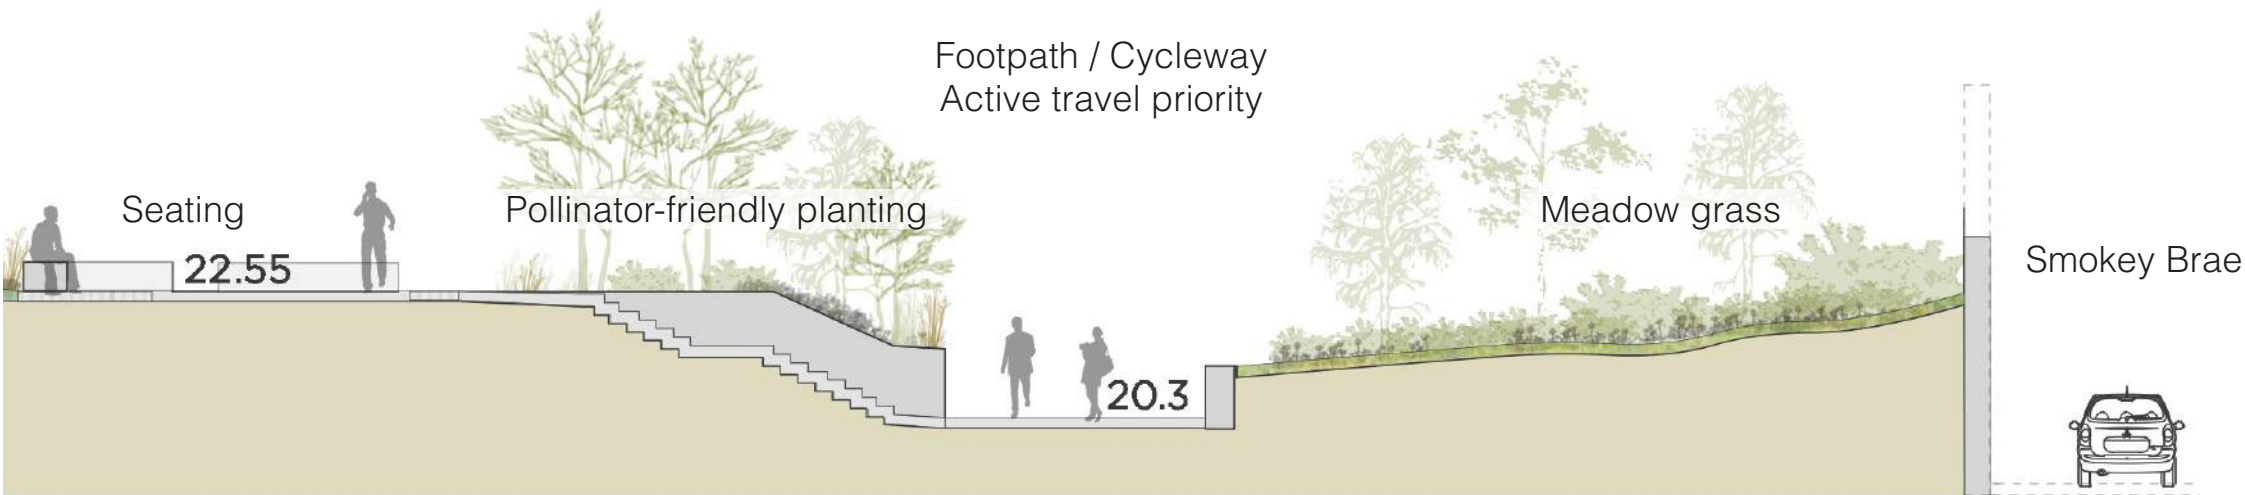 Footpath / Cycleway
Active travel priority
Seating
Pollinator-friendly planting
Meadow grass
Smokey Brae
22.55
20.3